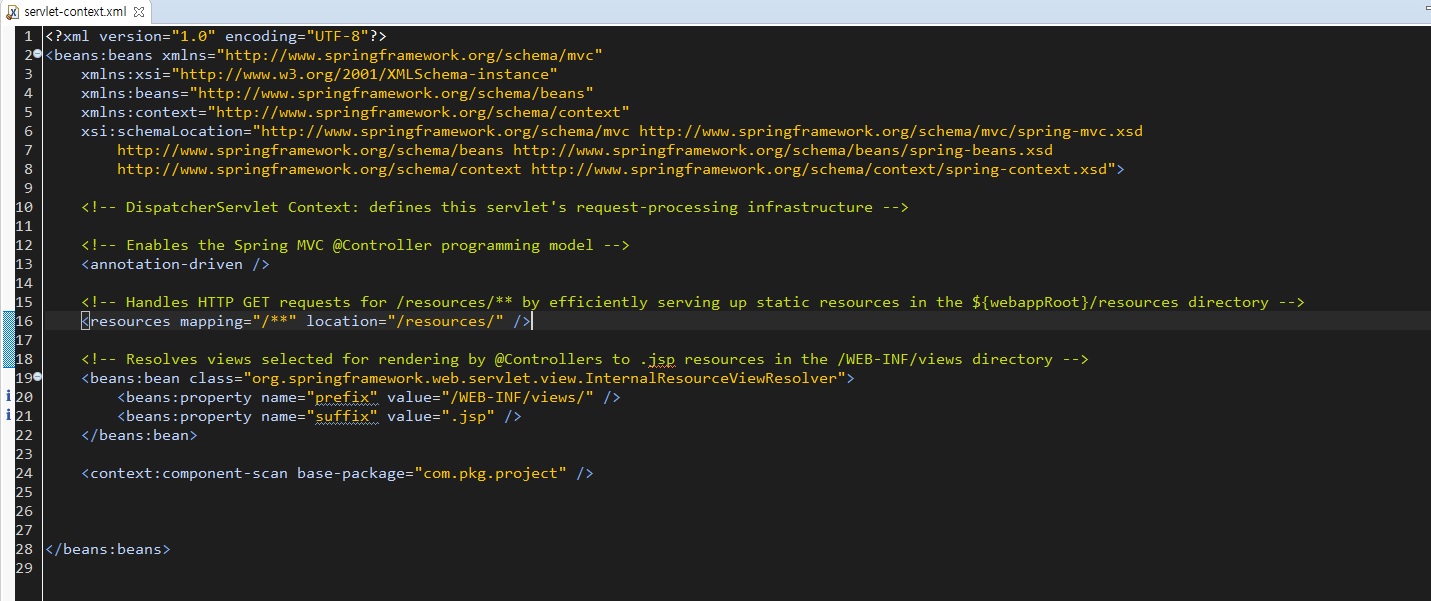 servlet-context.xml
1 <?xml version="1.0" encoding="UTF-8"?>
2 <beans:beans xmlns="http://www.springframework.org/schema/mvc"
3     xmlns:xsi="http://www.w3.org/2001/XMLSchema-instance"
4     xmlns:beans="http://www.springframework.org/schema/beans"
5     xmlns:context="http://www.springframework.org/schema/context"
6     xsi:schemaLocation="http://www.springframework.org/schema/mvc http://www.springframework.org/schema/mvc/spring-mvc.xsd
7         http://www.springframework.org/schema/beans http://www.springframework.org/schema/beans/spring-beans.xsd
8         http://www.springframework.org/schema/context http://www.springframework.org/schema/context/spring-context.xsd">
9
10     <!-- DispatcherServlet Context: defines this servlet's request-processing infrastructure -->
11
12     <!-- Enables the Spring MVC @Controller programming model -->
13     <annotation-driven />
14
15     <!-- Handles HTTP GET requests for /resources/** by efficiently serving up static resources in the ${webappRoot}/resources directory -->
16     <resources mapping="/**" location="/resources/" />
17
18     <!-- Resolves views selected for rendering by @Controllers to .jsp resources in the /WEB-INF/views directory -->
19     <beans:bean class="org.springframework.web.servlet.view.InternalResourceViewResolver">
20         <beans:property name="prefix" value="/WEB-INF/views/" />
21         <beans:property name="suffix" value=".jsp" />
22     </beans:bean>
23
24     <context:component-scan base-package="com.pkg.project" />
25
26
27
28 </beans:beans>
29